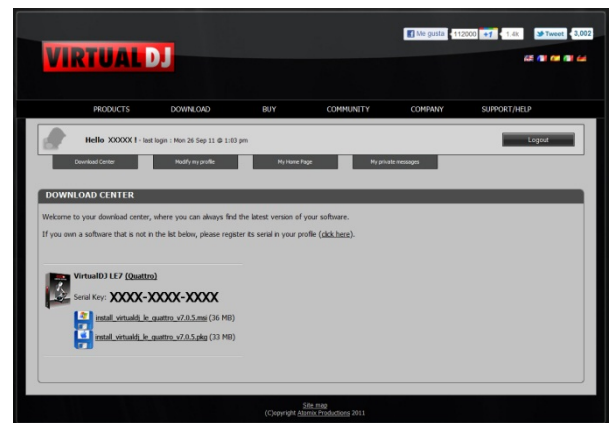 Me gusta 112000 +1 1.4k Tweet 3,002
VIRTUAL DJ
PRODUCTS DOWNLOAD BUY COMMUNITY COMPANY SUPPORT/HELP
Hello XXXXX ! - last login : Mon 26 Sep 11 @ 1:03 pm Logout
Download Center Modify my profile My Home Page My private messages
DOWNLOAD CENTER
Welcome to your download center, where you can always find the latest version of your software.
If you own a software that is not in the list below, please register its serial in your profile (click here).
VirtualDJ LE7 (Quattro)
Serial Key: XXXX-XXXX-XXXX
install_virtualdj_le_quattro_v7.0.5.msi (36 MB)
install_virtualdj_le_quattro_v7.0.5.pkg (33 MB)
Site map
(C)opyright Atomix Productions 2011